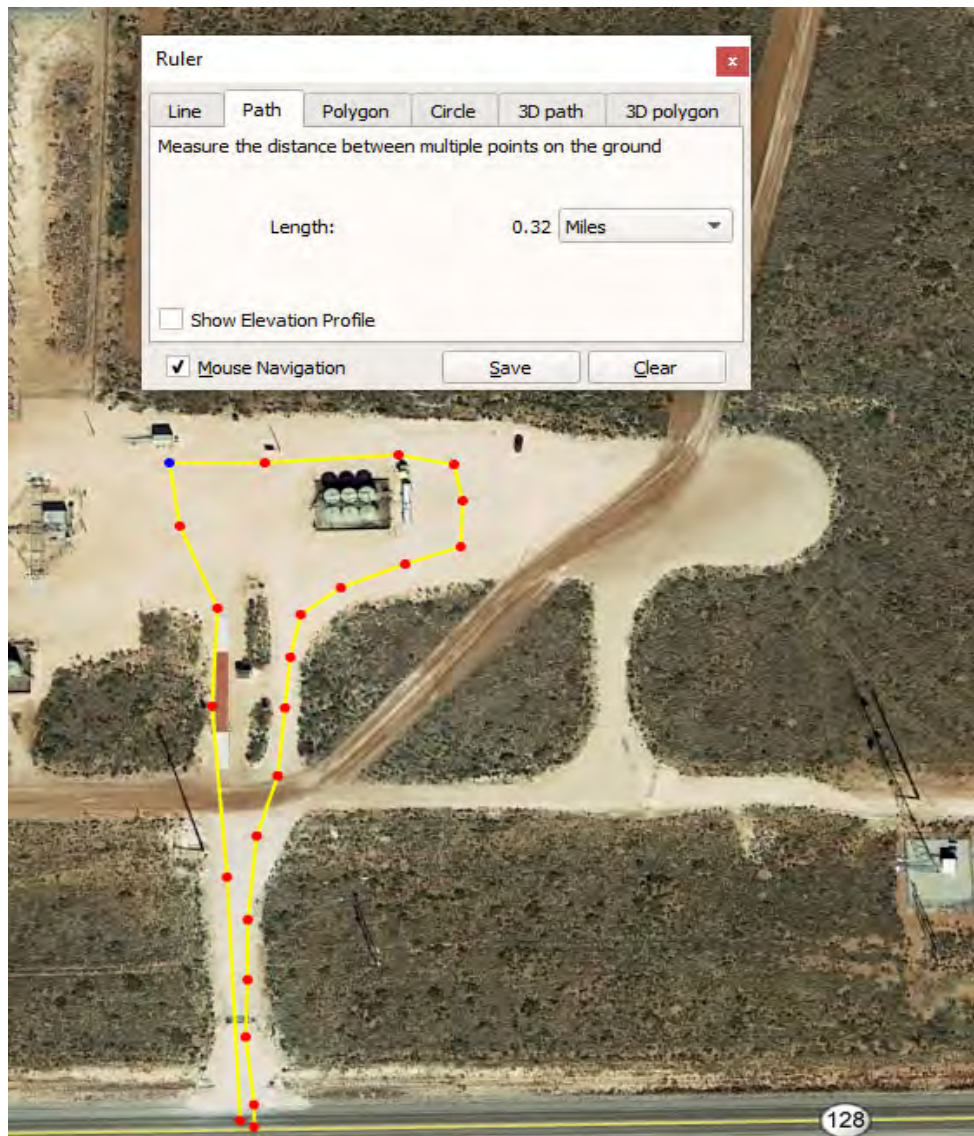 Ruler
x
Line Path Polygon Circle 3D path 3D polygon
Measure the distance between multiple points on the ground
Length: 0.32 Miles
Show Elevation Profile
Mouse Navigation Save Clear
128